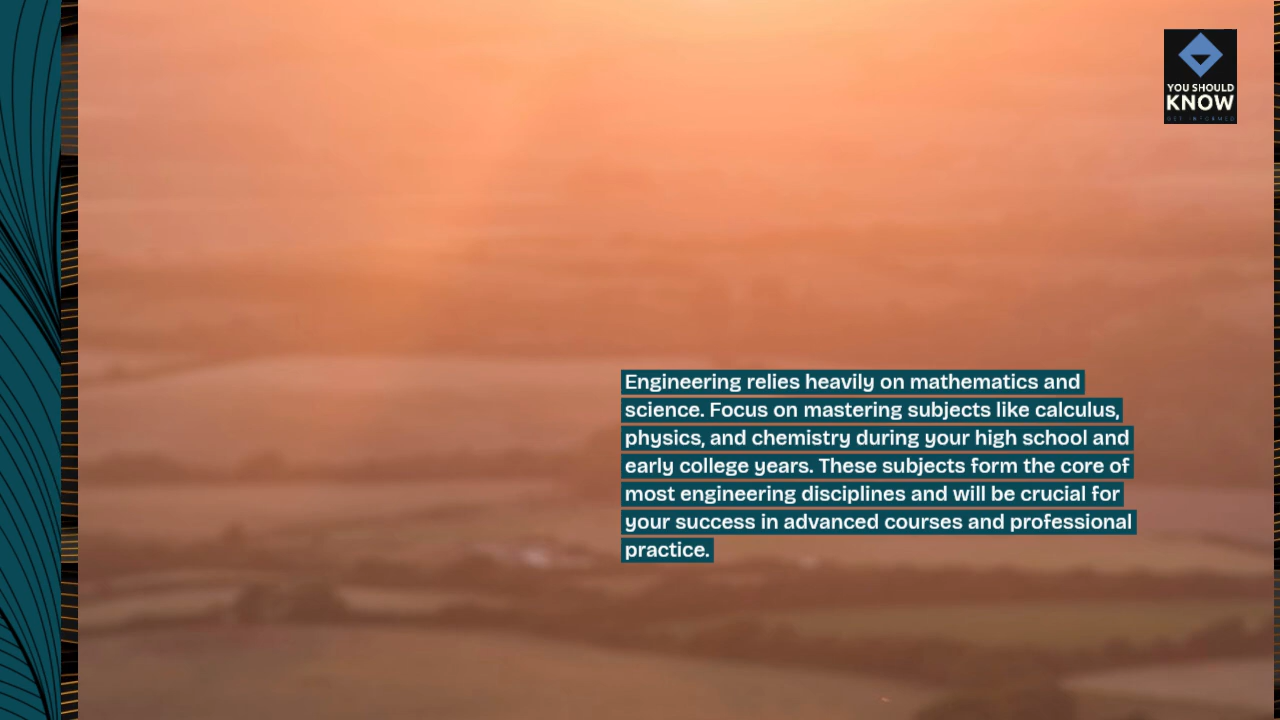 YOU SHOULD
KNOW
GET INFORMED
Engineering relies heavily on mathematics and
science. Focus on mastering subjects like calculus,
physics, and chemistry during your high school and
early college years. These subjects form the core of
most engineering disciplines and will be crucial for
your success in advanced courses and professional
practice.